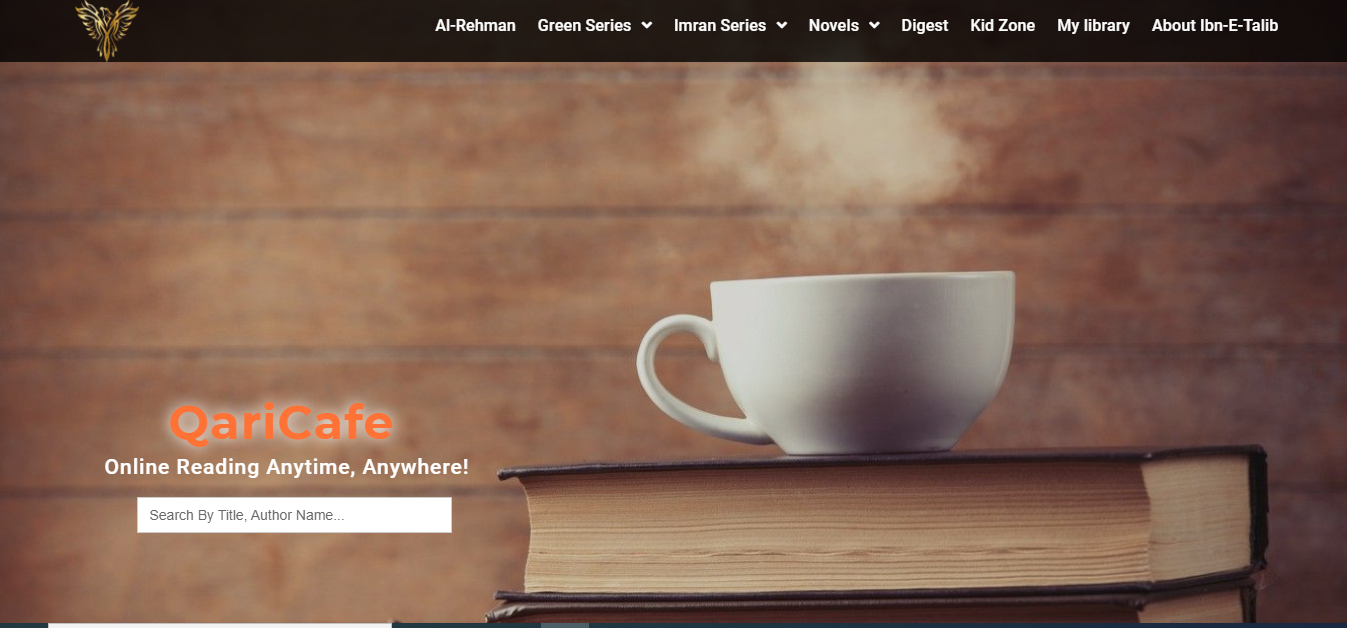 Al-Rehman Green Series Imran Series Novels Digest Kid Zone My library About Ibn-E-Talib
QariCafe
Online Reading Anytime, Anywhere!
Search By Title, Author Name...